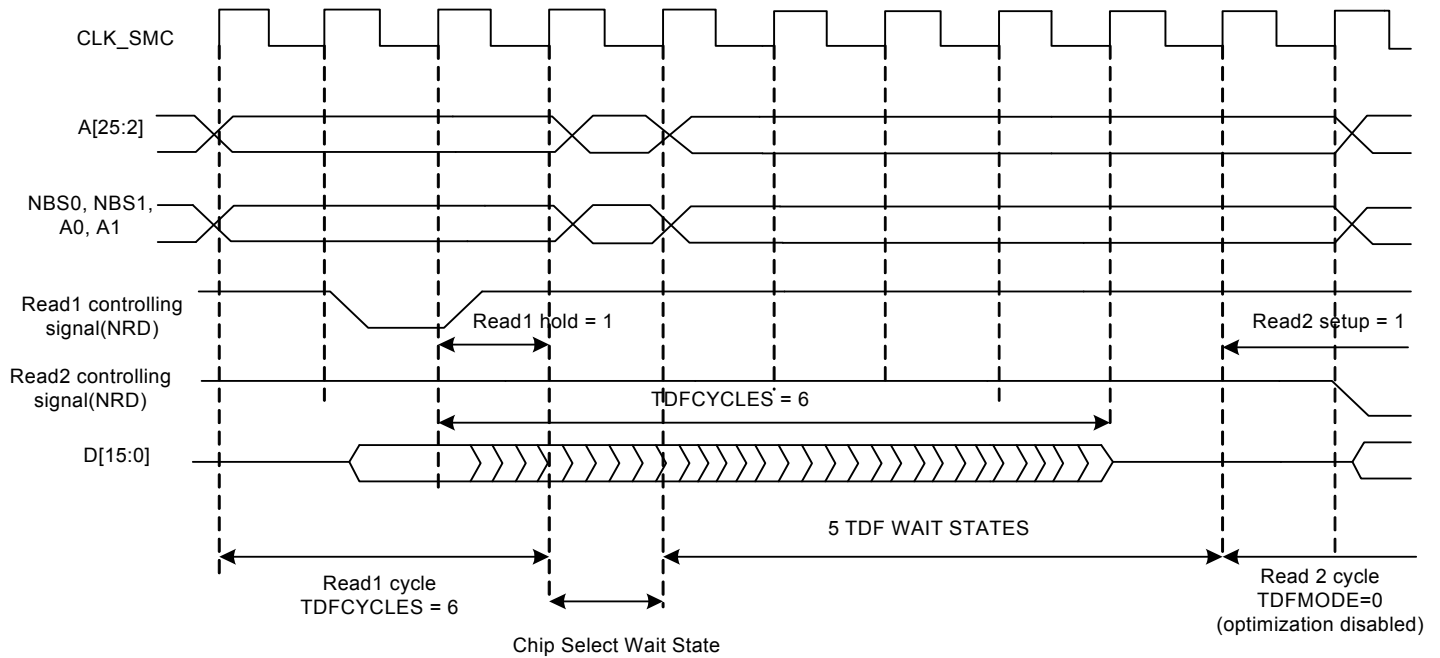 CLK_SMC
A[25:2]
NBS0, NBS1,
A0, A1
Read1 controlling
signal(NRD)
Read1 hold = 1
Read2 setup = 1
Read2 controlling
signal(NRD)
TDFCYCLES = 6
D[15:0]
5 TDF WAIT STATES
Read1 cycle
TDFCYCLES = 6
Chip Select Wait State
Read 2 cycle
TDFMODE=0
(optimization disabled)